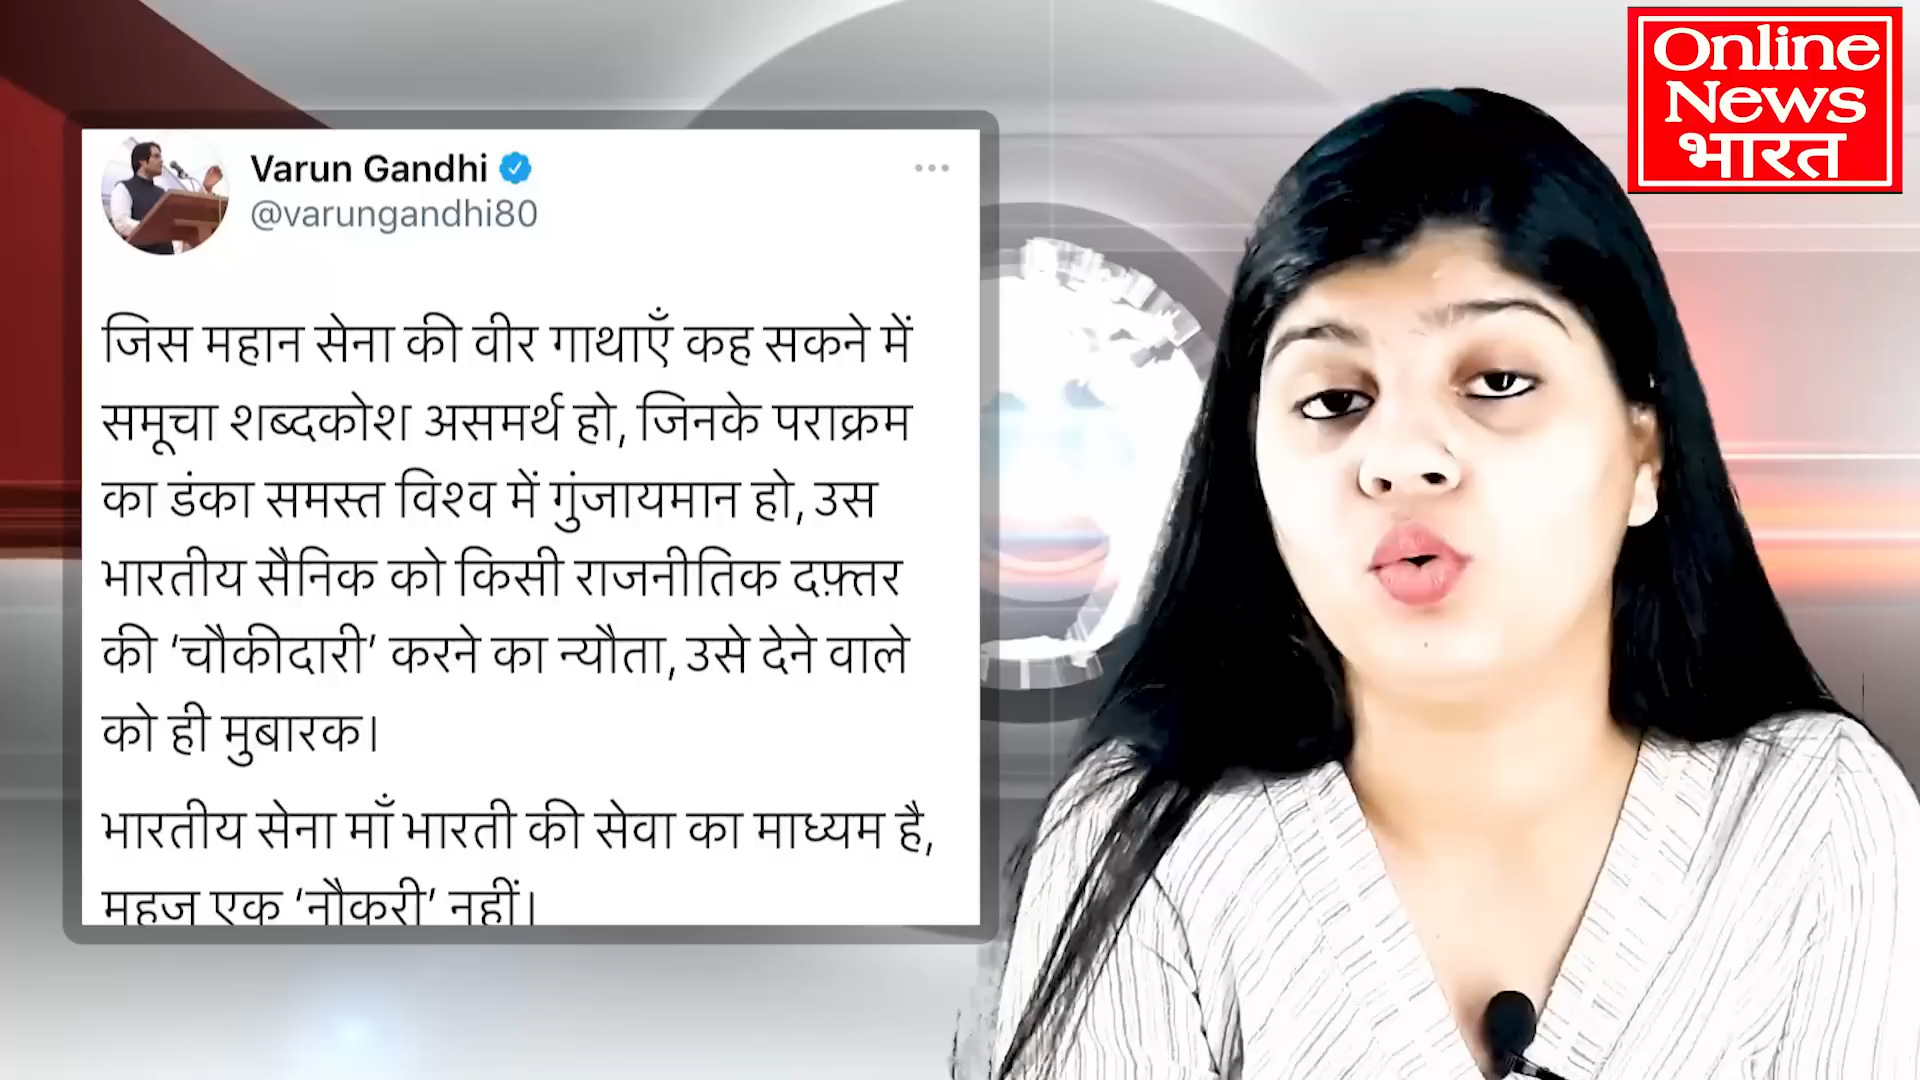 Varun Gandhi
@varungandhi80
जिस महान सेना की वीर गाथाएँ कह सकने में
समूचा शब्दकोश असमर्थ हो, जिनके पराक्रम
का डंका समस्त विश्व में गुंजायमान हो, उस
भारतीय सैनिक को किसी राजनीतिक दफ़्तर
की ‘चौकीदारी’ करने का न्यौता, उसे देने वाले
को ही मुबारक।
भारतीय सेना माँ भारती की सेवा का माध्यम है,
महज एक ‘नौकरी’ नहीं।
Online
News
भारत